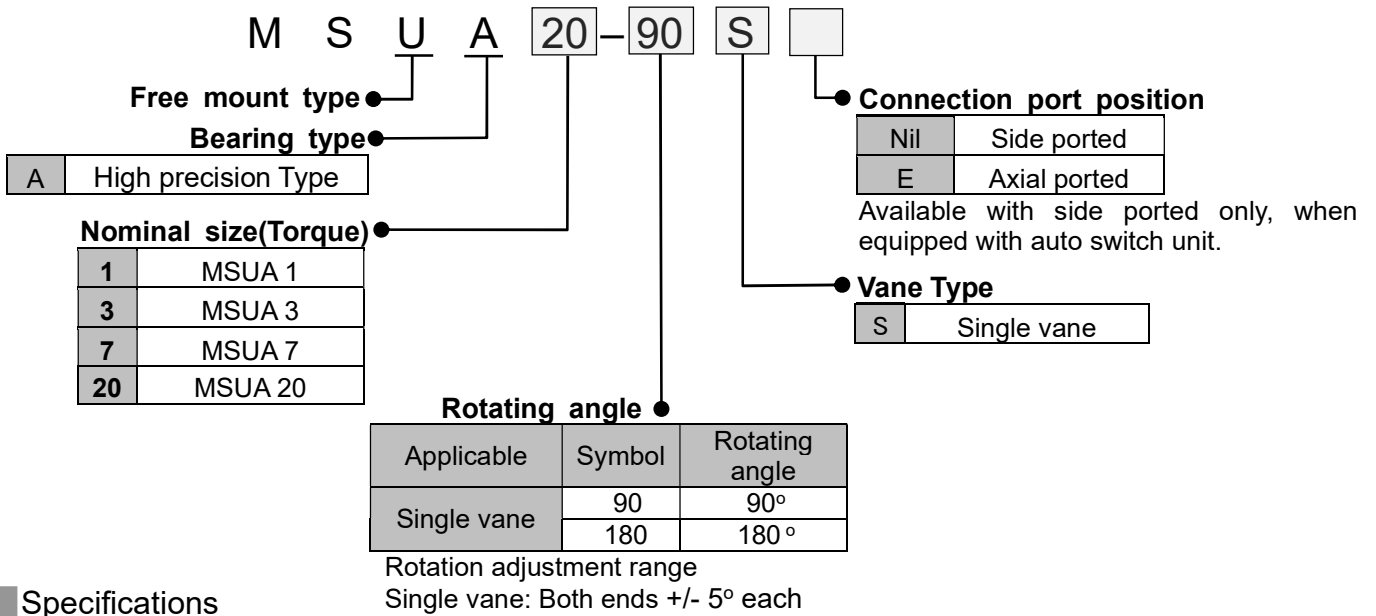 M S U A 20–90 S
Free mount type
Bearing type
A High precision Type
Nominal size(Torque)
1 MSUA 1
3 MSUA 3
7 MSUA 7
20 MSUA 20
Connection port position
Nil Side ported
E Axial ported
Available with side ported only, when
equipped with auto switch unit.
Vane Type
S Single vane
Rotating angle
Applicable Symbol Rotating
angle
Single vane 90 90º
180 180 º
Rotation adjustment range
Single vane: Both ends +/- 5º each
Specifications